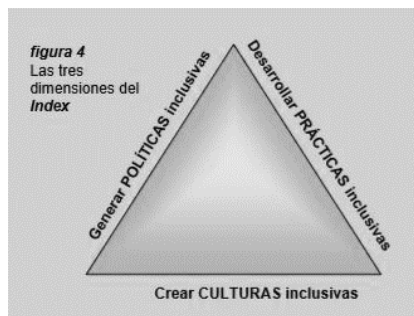 figura 4
Las tres
dimensiones del
Index
Generar POLÍTICAS inclusivas
Desarrollar PRÁCTICAS inclusivas
Crear CULTURAS inclusivas